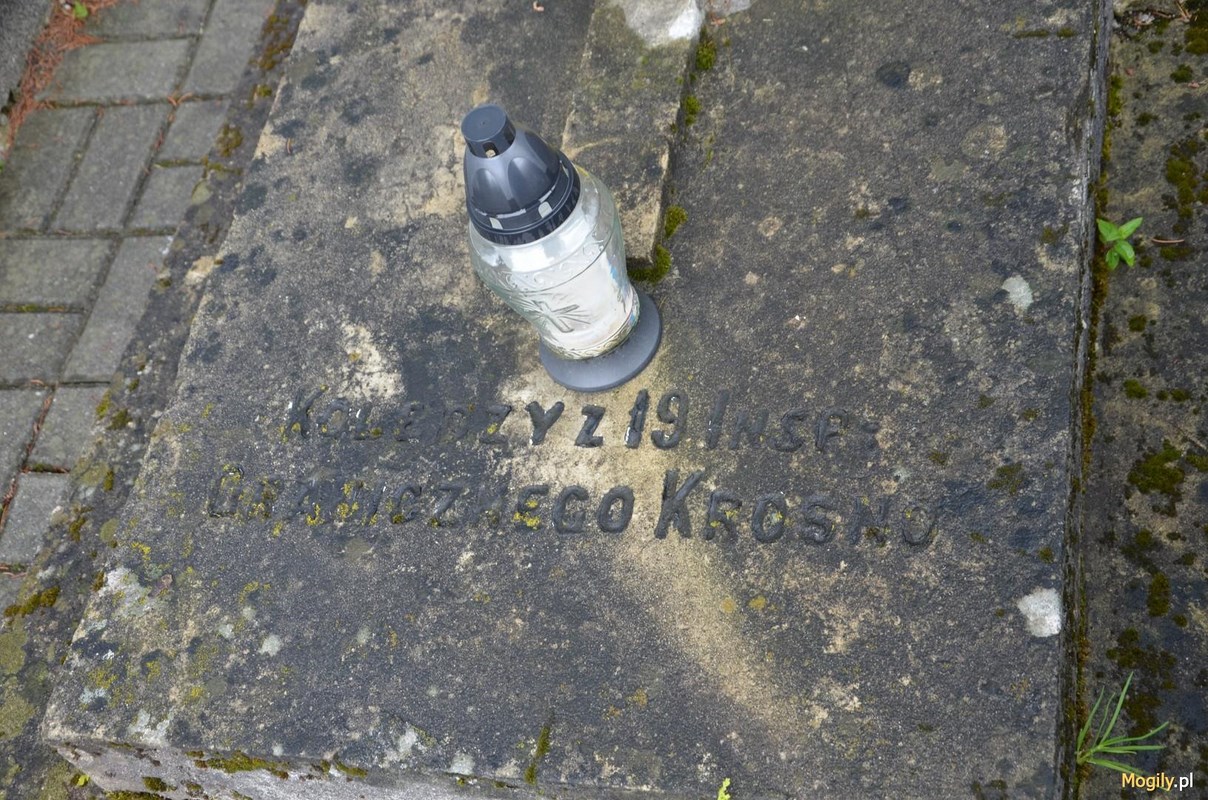 KOLEDZY Z 19 INSP.
GRANICZNEGO KROSNO
Mogily.pl